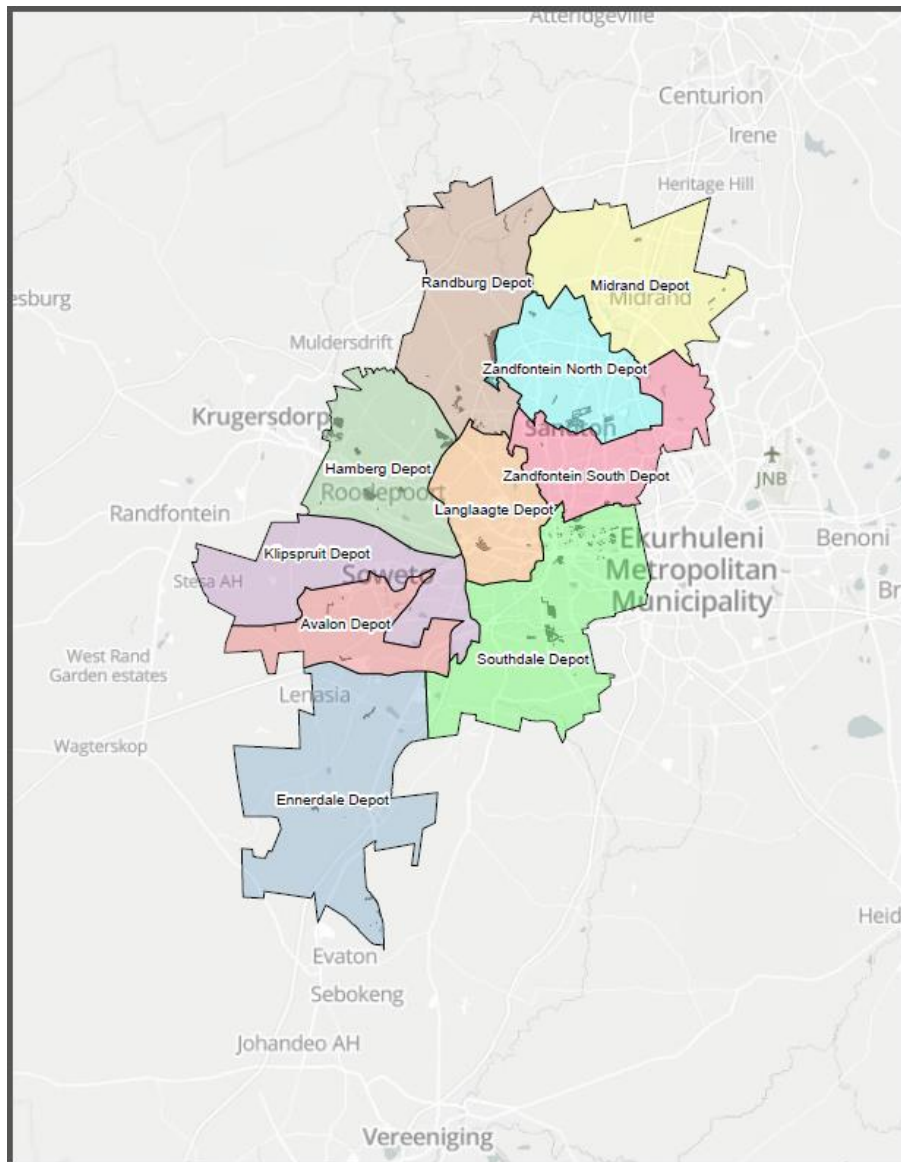 Atteridgeville
Centurion
Irene
Heritage Hill
Randburg Depot
Midrand Depot
Midrand
esburg
Muldersdrift
Zandfontein North Depot
Krugersdorp
Sandton
Hamberg Depot
Zandfontein South Depot
JNB
Roodepoort
Langlaagte Depot
Randfontein
Ekurhuleni
Metropolitan
Municipality
Benoni
Klipspruit Depot
Stesa AH
Soweto
Br
Avalon Depot
West Rand
Garden estates
Southdale Depot
Lenasia
Wagterskop
Ennerdale Depot
Heid
Evaton
Sebokeng
Johandeo AH
Vereeniging